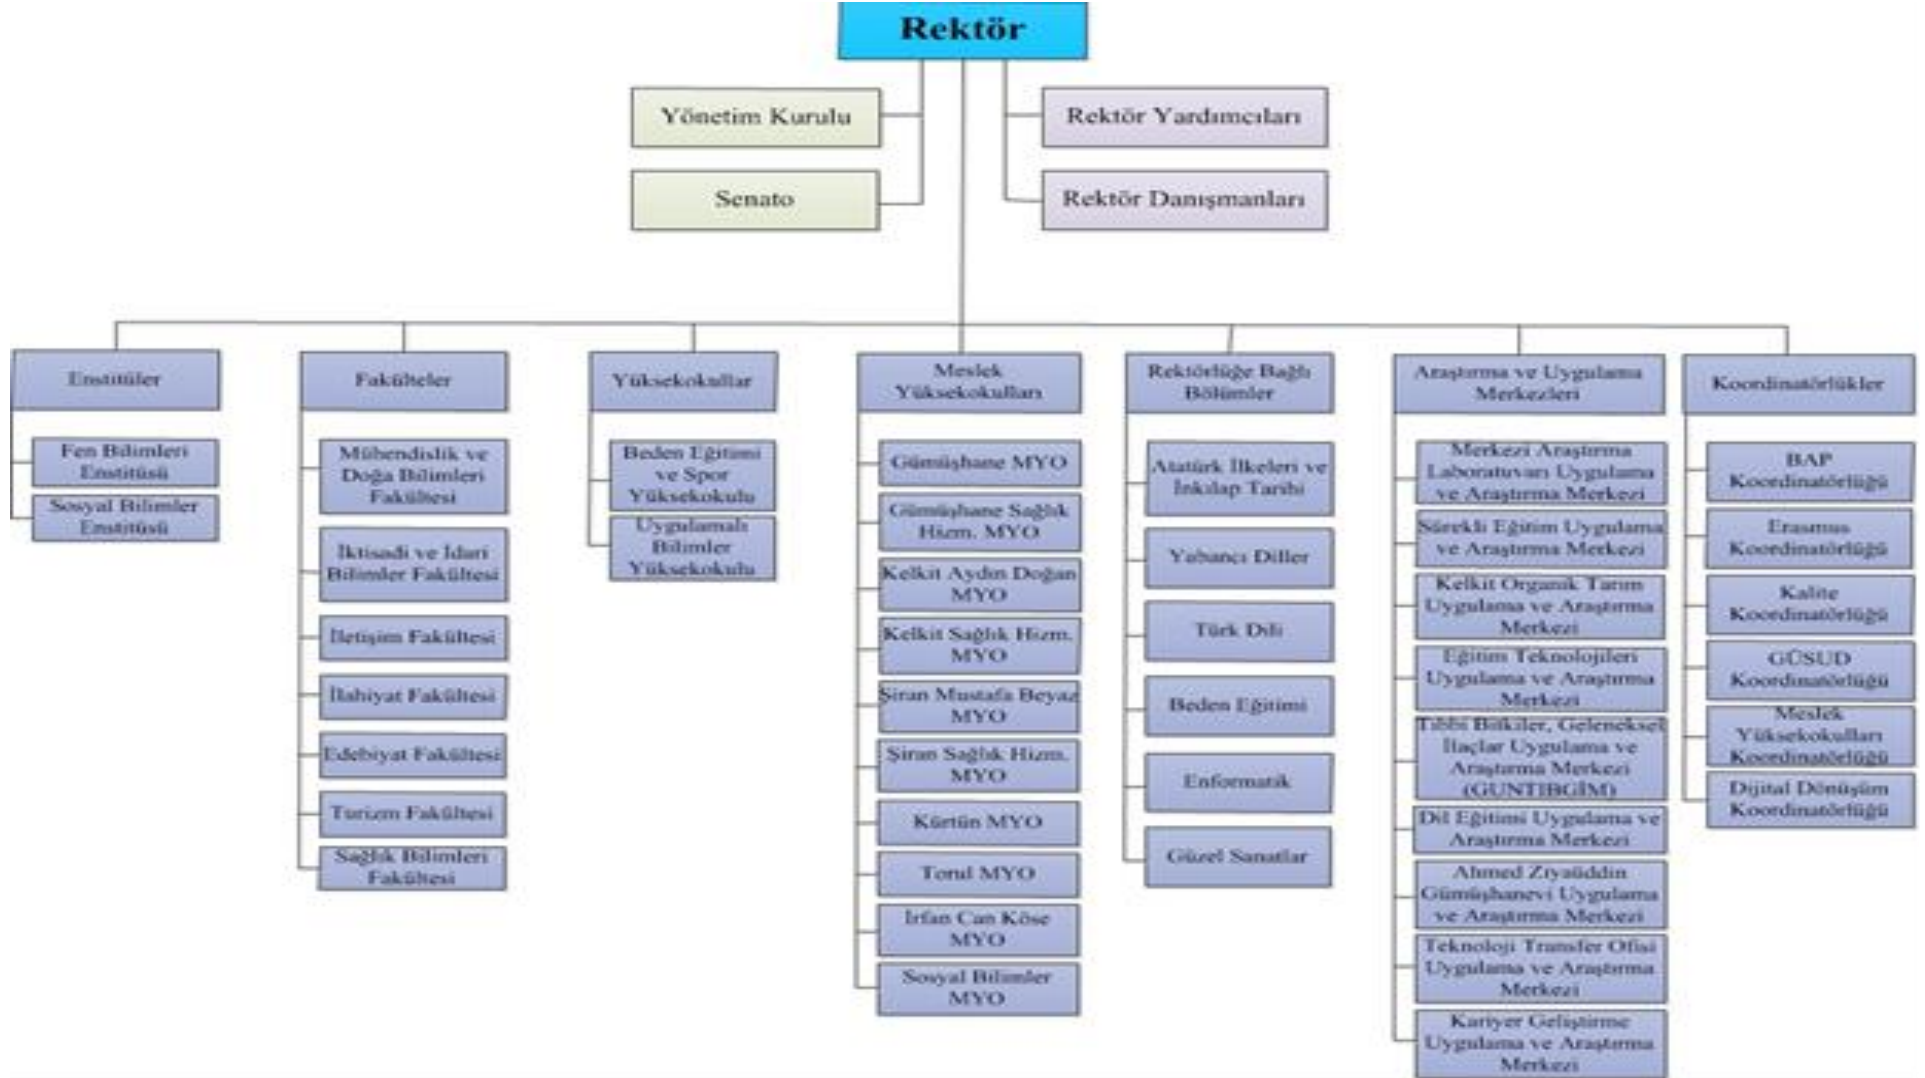 Rektör
Yönetim Kurulu
Rektör Yardımcıları
Senato
Rektör Danışmanları
Enstitüler
Fen Bilimleri
Enstitüsü
Sosyal Bilimler
Enstitüsü
Fakülteler
Mühendislik ve
Doğa Bilimleri
Fakültesi
İktisadi ve İdari
Bilimler Fakültesi
İletişim Fakültesi
İlahiyat Fakültesi
Edebiyat Fakültesi
Turizm Fakültesi
Sağlık Bilimleri
Fakültesi
Yüksekokullar
Beden Eğitimi
ve Spor
Yüksekokulu
Uygulamalı
Bilimler
Yüksekokulu
Meslek
Yüksekokulları
Gümüşhane MYO
Gümüşhane Sağlık
Hizm. MYO
Kelkit Aydın Doğan
MYO
Kelkit Sağlık Hizm.
MYO
Şiran Mustafa Beyaz
MYO
Şiran Sağlık Hizm.
MYO
Kürtün MYO
Torul MYO
İrfan Can Köse
MYO
Sosyal Bilimler
MYO
Rektörlüğe Bağlı
Bölümler
Atatürk İlkeleri ve
İnkılap Tarihi
Yabancı Diller
Türk Dili
Beden Eğitimi
Enformatik
Güzel Sanatlar
Araştırma ve Uygulama
Merkezleri
Merkezi Araştırma
Laboratuvarı Uygulama
ve Araştırma Merkezi
Sürekli Eğitim Uygulama
ve Araştırma Merkezi
Kelkit Organik Tarım
Uygulama ve Araştırma
Merkezi
Eğitim Teknolojileri
Uygulama ve Araştırma
Merkezi
Tıbbi Bitkiler, Geleneksel
İlaçlar Uygulama ve
Araştırma Merkezi
(GUNTIBGİM)
Dil Eğitimi Uygulama ve
Araştırma Merkezi
Ahmed Ziyaüddin
Gümüşhanevi Uygulama
ve Araştırma Merkezi
Teknoloji Transfer Ofisi
Uygulama ve Araştırma
Merkezi
Kariyer Geliştirme
Uygulama ve Araştırma
Merkezi
Koordinatörlükler
BAP
Koordinatörlüğü
Erasmus
Koordinatörlüğü
Kalite
Koordinatörlüğü
GÜSUD
Koordinatörlüğü
Meslek
Yüksekokulları
Koordinatörlüğü
Dijital Dönüşüm
Koordinatörlüğü